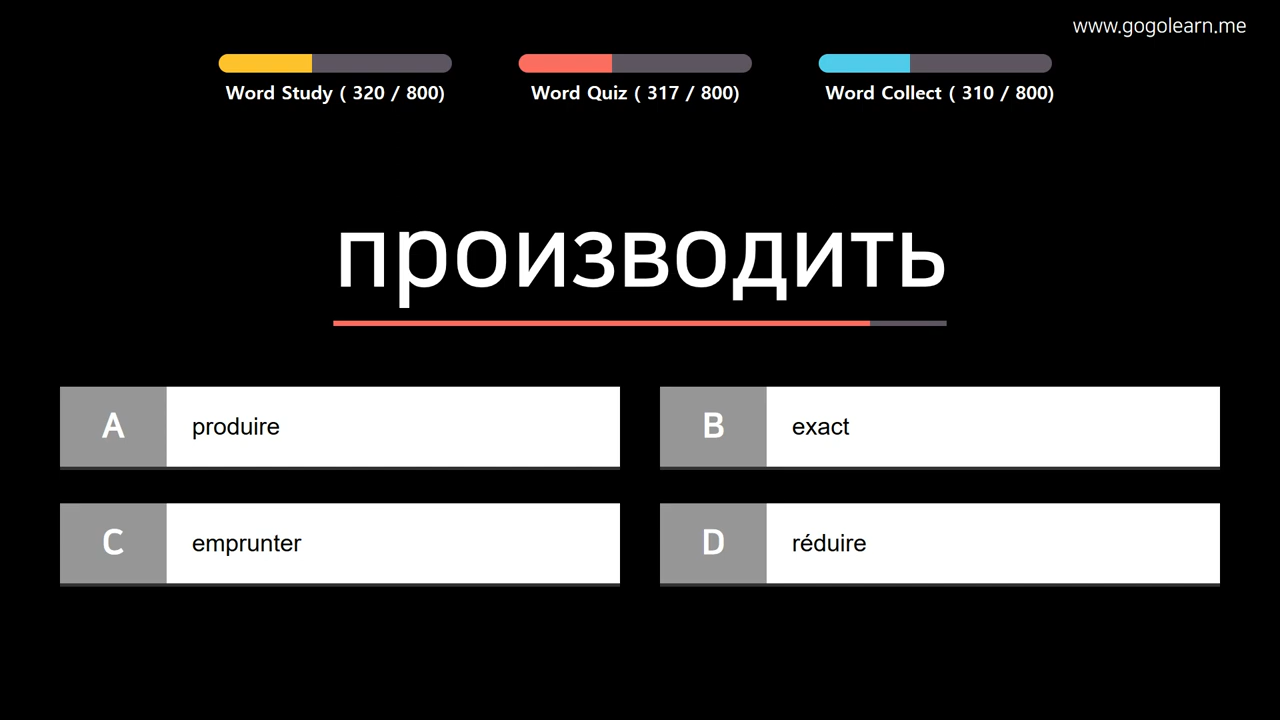 www.gogolearn.me
Word Study ( 320 / 800)
Word Quiz ( 317 / 800)
Word Collect ( 310 / 800)
производить
A produire
B exact
C emprunter
D réduire